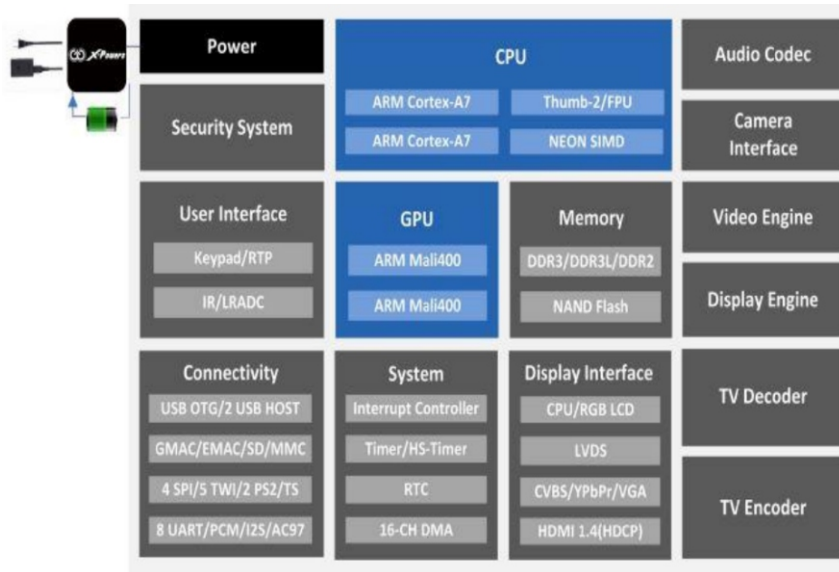 X-Powers
Power
Security System
CPU
ARM Cortex-A7
Thumb-2/FPU
ARM Cortex-A7
NEON SIMD
Audio Codec
Camera
Interface
User Interface
Keypad/RTP
IR/LRADC
GPU
ARM Mali400
ARM Mali400
Memory
DDR3/DDR3L/DDR2
NAND Flash
Video Engine
Display Engine
Connectivity
USB OTG/2 USB HOST
GMAC/EMAC/SD/MMC
4 SPI/5 TWI/2 PS2/TS
8 UART/PCM/I2S/AC97
System
Interrupt Controller
Timer/HS-Timer
RTC
16-CH DMA
Display Interface
CPU/RGB LCD
LVDS
CVBS/YPbPr/VGA
HDMI 1.4(HDCP)
TV Decoder
TV Encoder